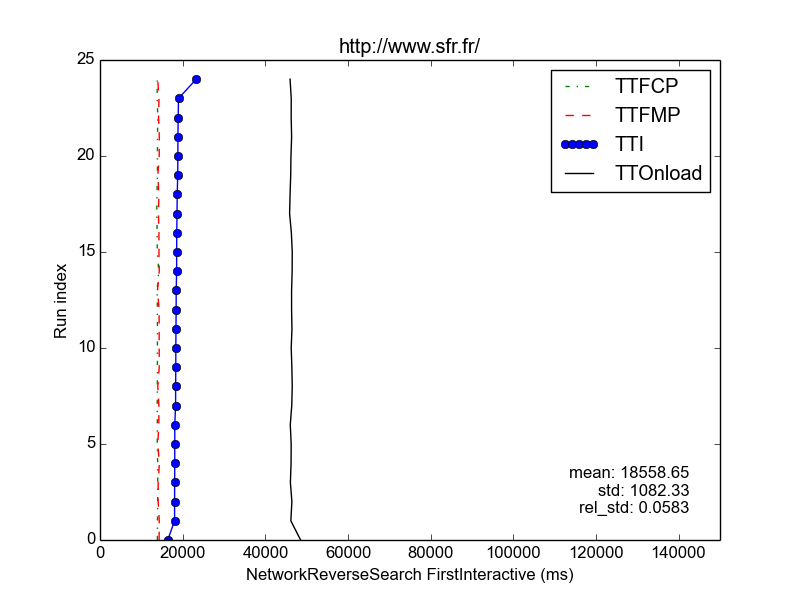 http://www.sfr.fr/
25
20
15
10
5
0
Run index
TTFCP
TTFMP
TTI
TTOnload
mean: 18558.65
std: 1082.33
rel_std: 0.0583
0 20000 40000 60000 80000 100000 120000 140000
NetworkReverseSearch FirstInteractive (ms)